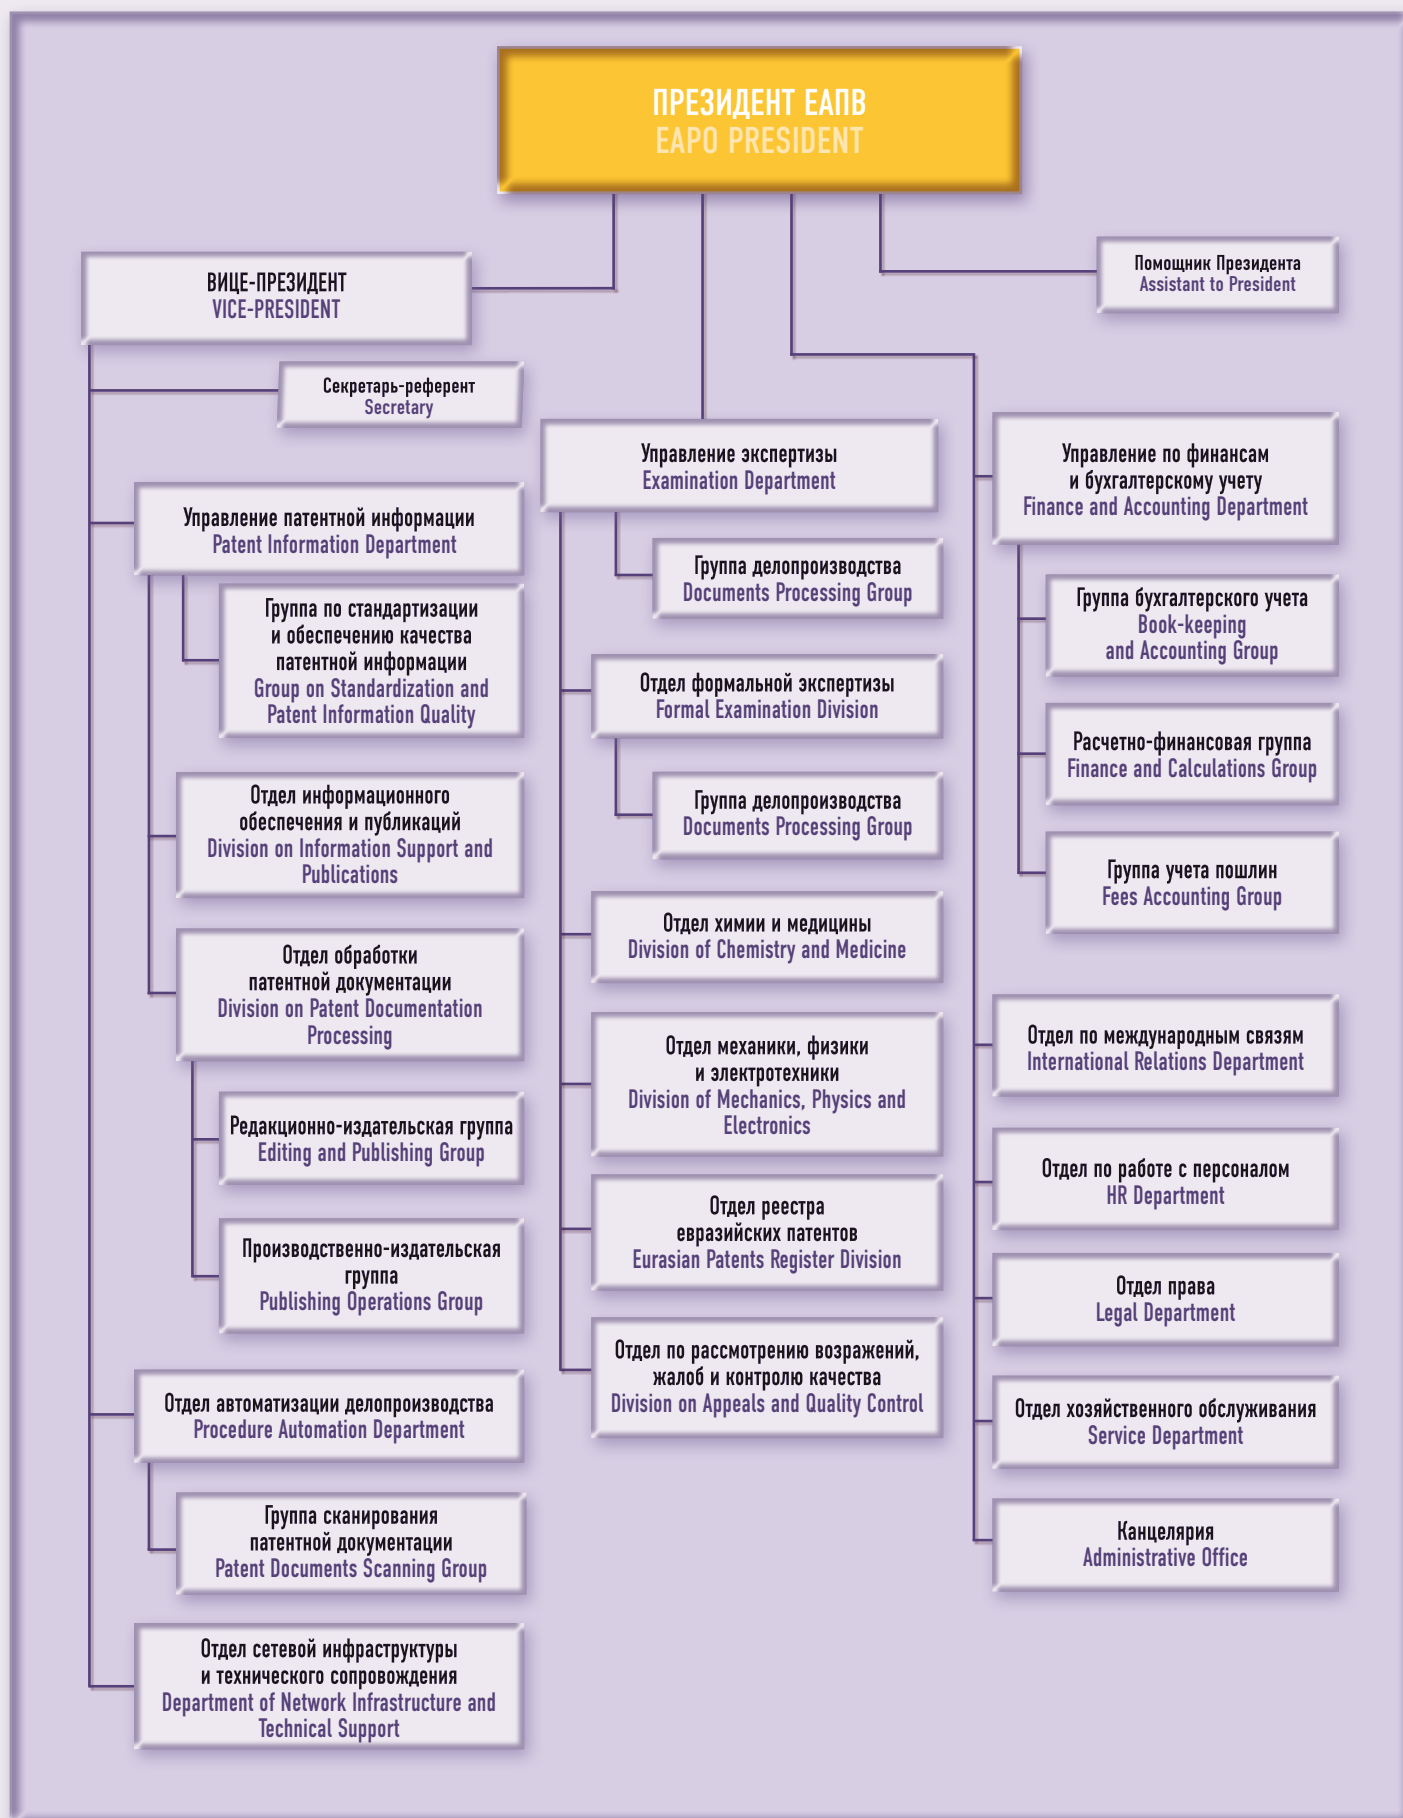 ПРЕЗИДЕНТ ЕАПВ
EAPO PRESIDENT
ВИЦЕ-ПРЕЗИДЕНТ
VICE-PRESIDENT
Помощник Президента
Assistant to President
Секретарь-референт
Secretary
Управление патентной информации
Patent Information Department
Группа по стандартизации
и обеспечению качества
патентной информации
Group on Standardization and
Patent Information Quality
Отдел информационного
обеспечения и публикаций
Division on Information Support and
Publications
Отдел обработки
патентной документации
Division on Patent Documentation
Processing
Редакционно-издательская группа
Editing and Publishing Group
Производственно-издательская
группа
Publishing Operations Group
Отдел автоматизации делопроизводства
Procedure Automation Department
Группа сканирования
патентной документации
Patent Documents Scanning Group
Отдел сетевой инфраструктуры
и технического сопровождения
Department of Network Infrastructure and
Technical Support
Управление экспертизы
Examination Department
Группа делопроизводства
Documents Processing Group
Отдел формальной экспертизы
Formal Examination Division
Группа делопроизводства
Documents Processing Group
Отдел химии и медицины
Division of Chemistry and Medicine
Отдел механики, физики
и электротехники
Division of Mechanics, Physics and
Electronics
Отдел реестра
евразийских патентов
Eurasian Patents Register Division
Отдел по рассмотрению возражений,
жалоб и контролю качества
Division on Appeals and Quality Control
Управление по финансам
и бухгалтерскому учету
Finance and Accounting Department
Группа бухгалтерского учета
Book-keeping
and Accounting Group
Расчетно-финансовая группа
Finance and Calculations Group
Группа учета пошлин
Fees Accounting Group
Отдел по международным связям
International Relations Department
Отдел по работе с персоналом
HR Department
Отдел права
Legal Department
Отдел хозяйственного обслуживания
Service Department
Канцелярия
Administrative Office